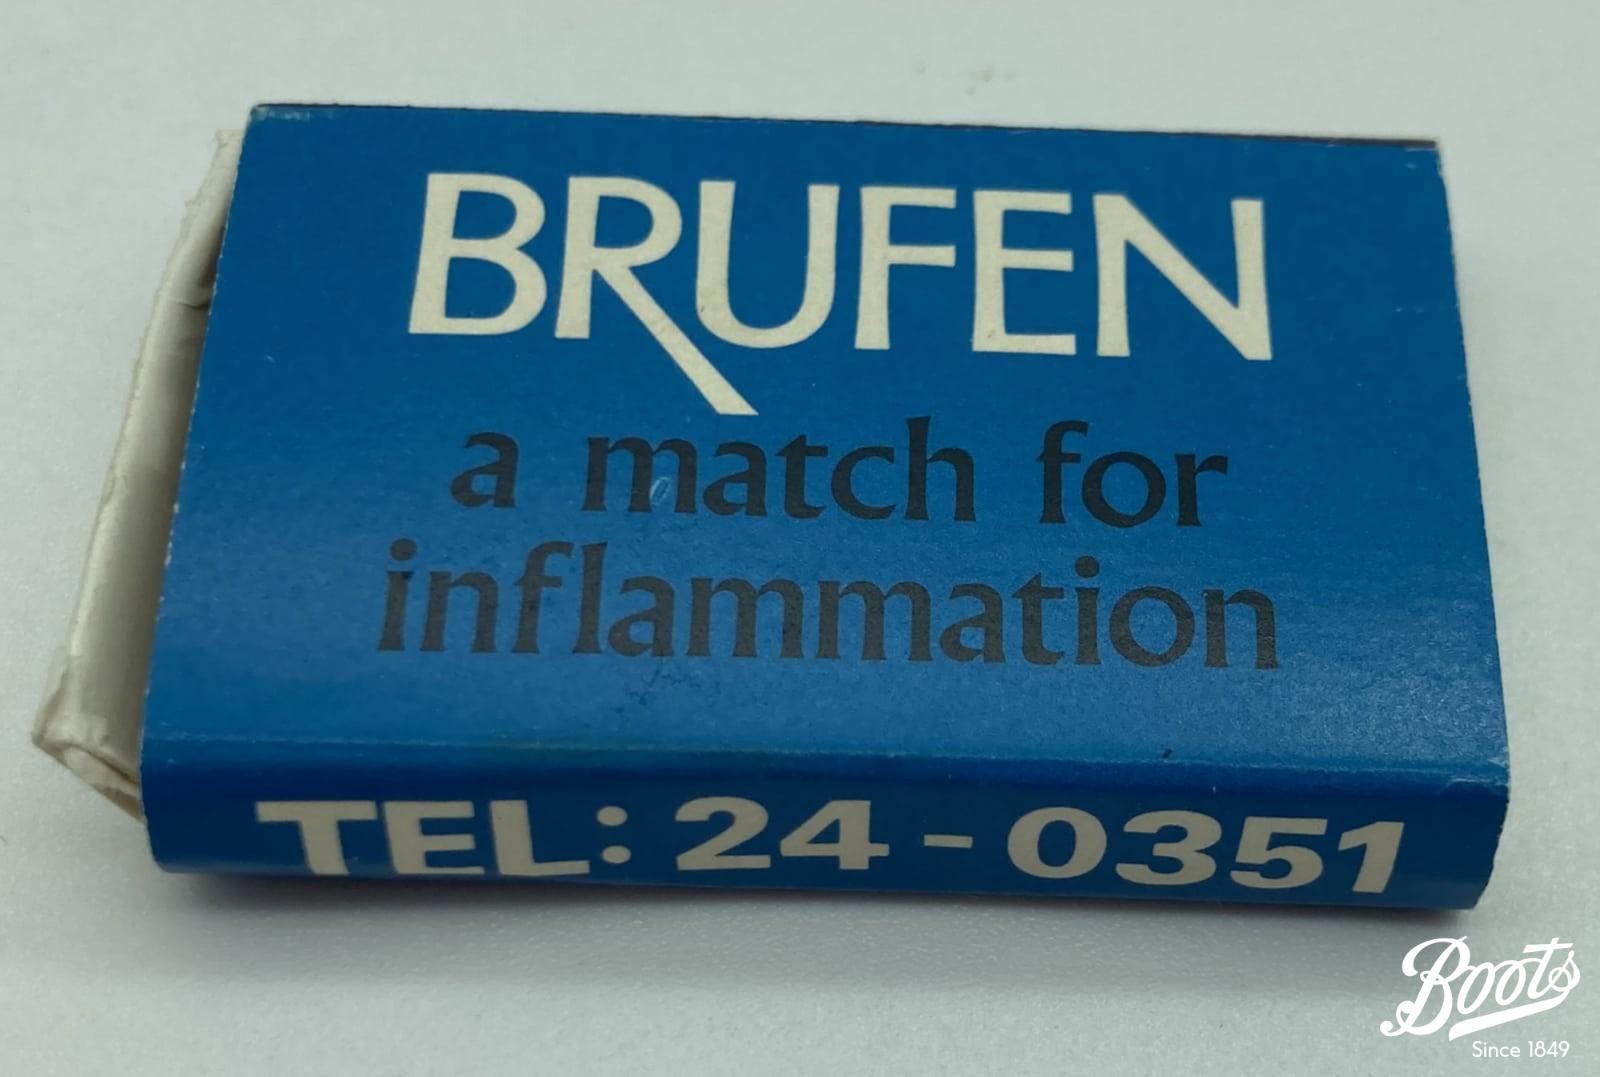 BRUFEN
a match for
inflammation
TEL: 24-0351
Boots
Since 1849